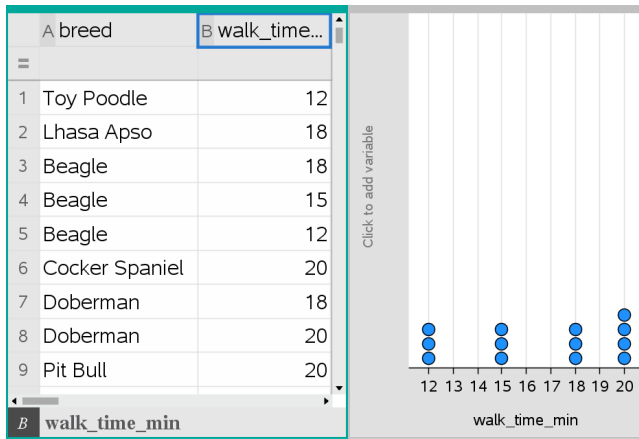 A breed B walk_time...
=
1 Toy Poodle 12
2 Lhasa Apso 18
3 Beagle 18
4 Beagle 15
5 Beagle 12
6 Cocker Spaniel 20
7 Doberman 18
8 Doberman 20
9 Pit Bull 20
B walk_time_min
Click to add variable
12 13 14 15 16 17 18 19 20
walk_time_min